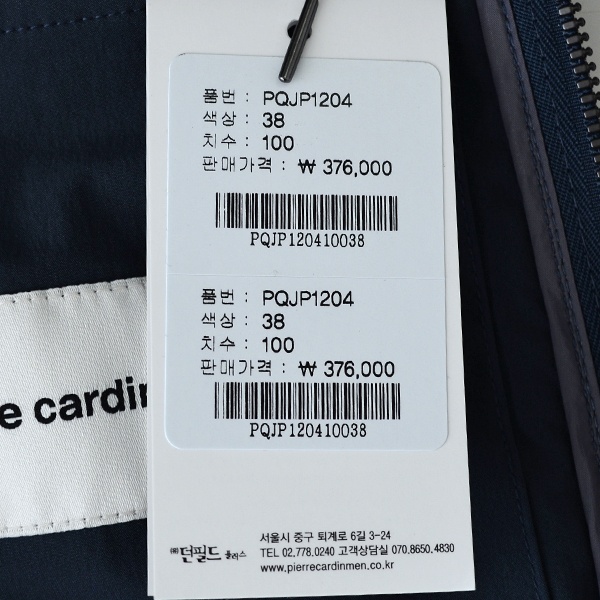 품번 : PQJP1204
색상 : 38
치수 : 100
판매가격 : ₩ 376,000
PQJP120410038
품번 : PQJP1204
색상 : 38
치수 : 100
판매가격 : ₩ 376,000
PQJP120410038
e cardin
㈜던필드 플러스
서울시 중구 퇴계로 6길 3-24
TEL 02.778.0240 고객상담실 070.8650.4830
www.pierrecardinmen.co.kr